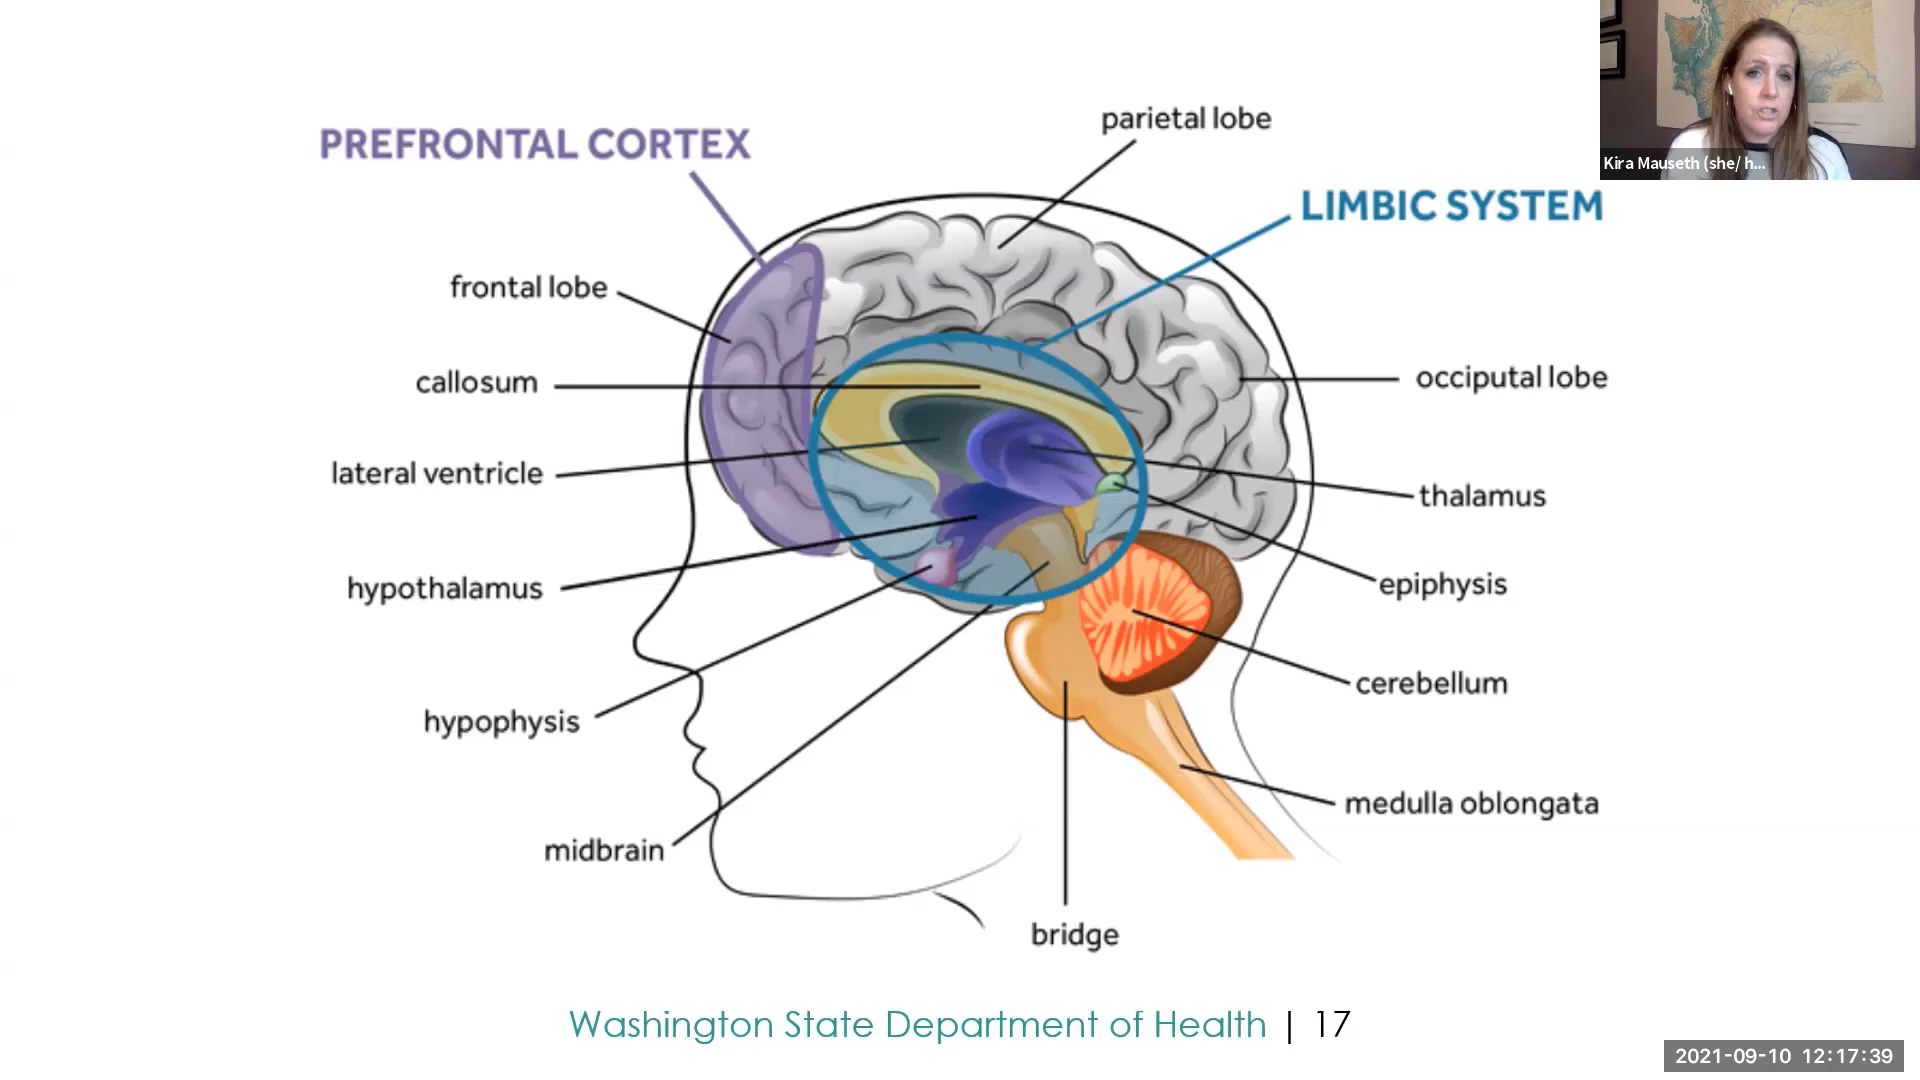 parietal lobe
PREFRONTAL CORTEX
Kira Mauseth (she/ h...
LIMBIC SYSTEM
frontal lobe
callosum
occiputal lobe
lateral ventricle
thalamus
hypothalamus
epiphysis
cerebellum
hypophysis
medulla oblongata
midbrain
bridge
Washington State Department of Health | 17
2021-09-10 12:17:39